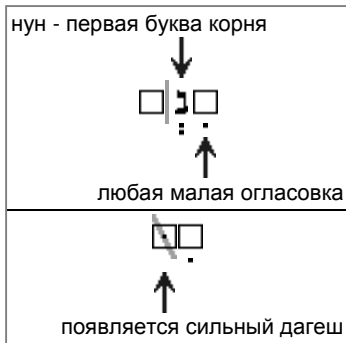 нун - первая буква корня
□ִנְ|□
любая малая огласовка
□ִ□ּ
появляется сильный дагеш